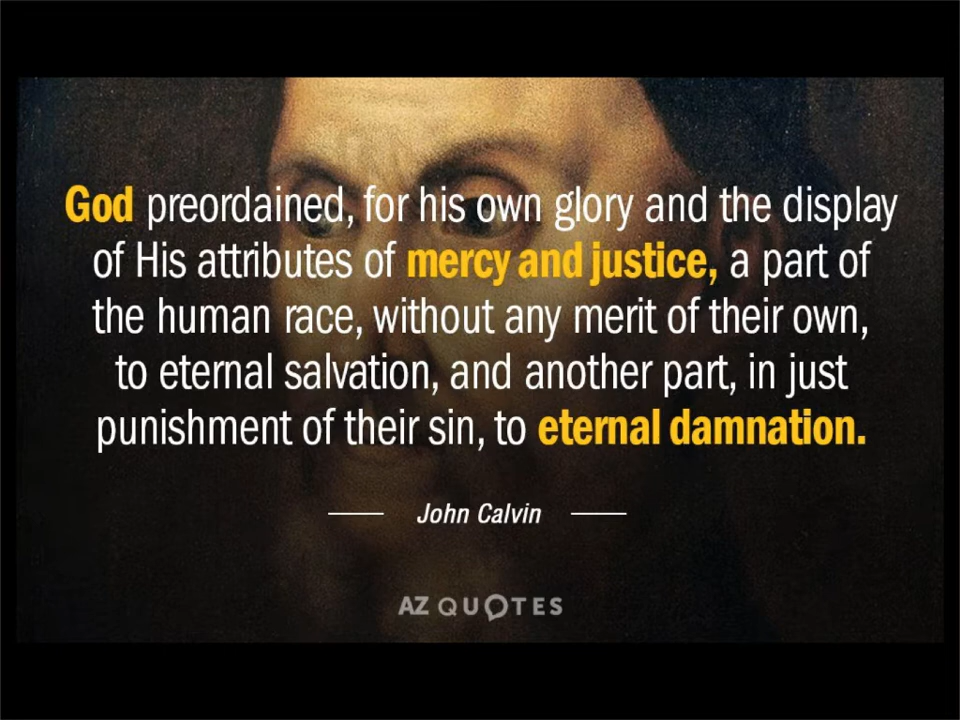 God preordained, for his own glory and the display
of His attributes of mercy and justice, a part of
the human race, without any merit of their own,
to eternal salvation, and another part, in just
punishment of their sin, to eternal damnation.
John Calvin
AZ QUOTES